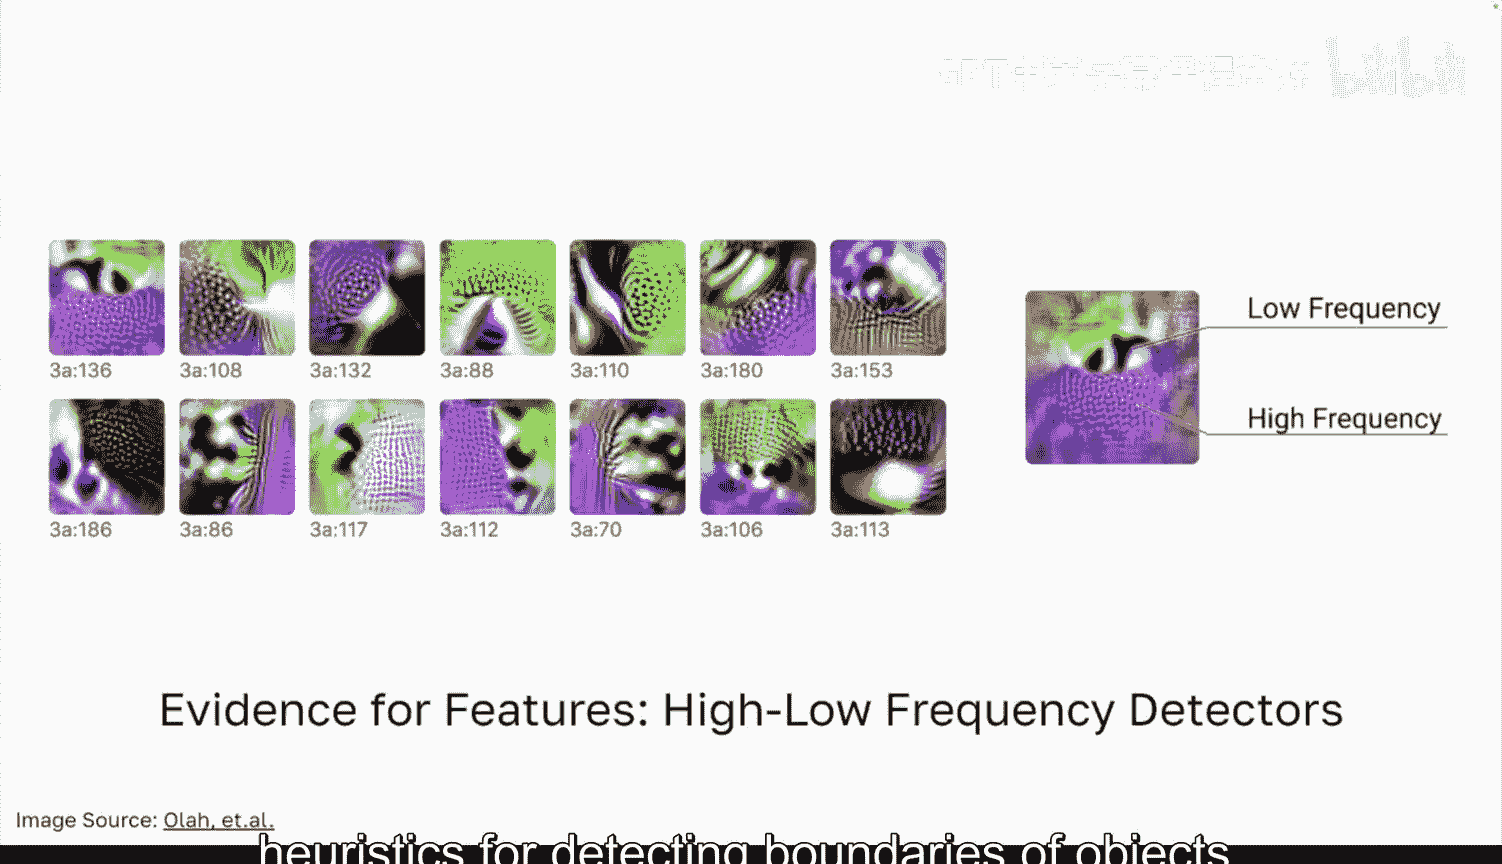 3a:136 3a:108 3a:132 3a:88 3a:110 3a:180 3a:153
3a:186 3a:86 3a:117 3a:112 3a:70 3a:106 3a:113
Low Frequency
High Frequency
Evidence for Features: High-Low Frequency Detectors
Image Source: Olah, et.al.
heuristics for detecting boundaries of objects